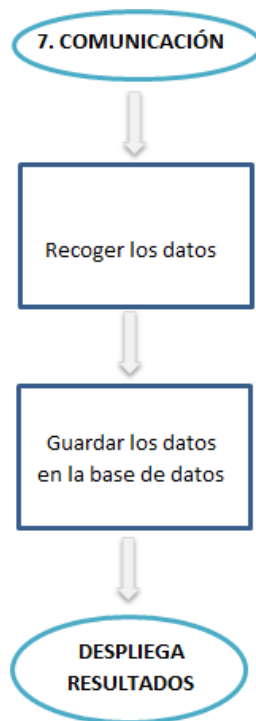 7. COMUNICACIÓN
Recoger los datos
Guardar los datos
en la base de datos
DESPLIEGA
RESULTADOS